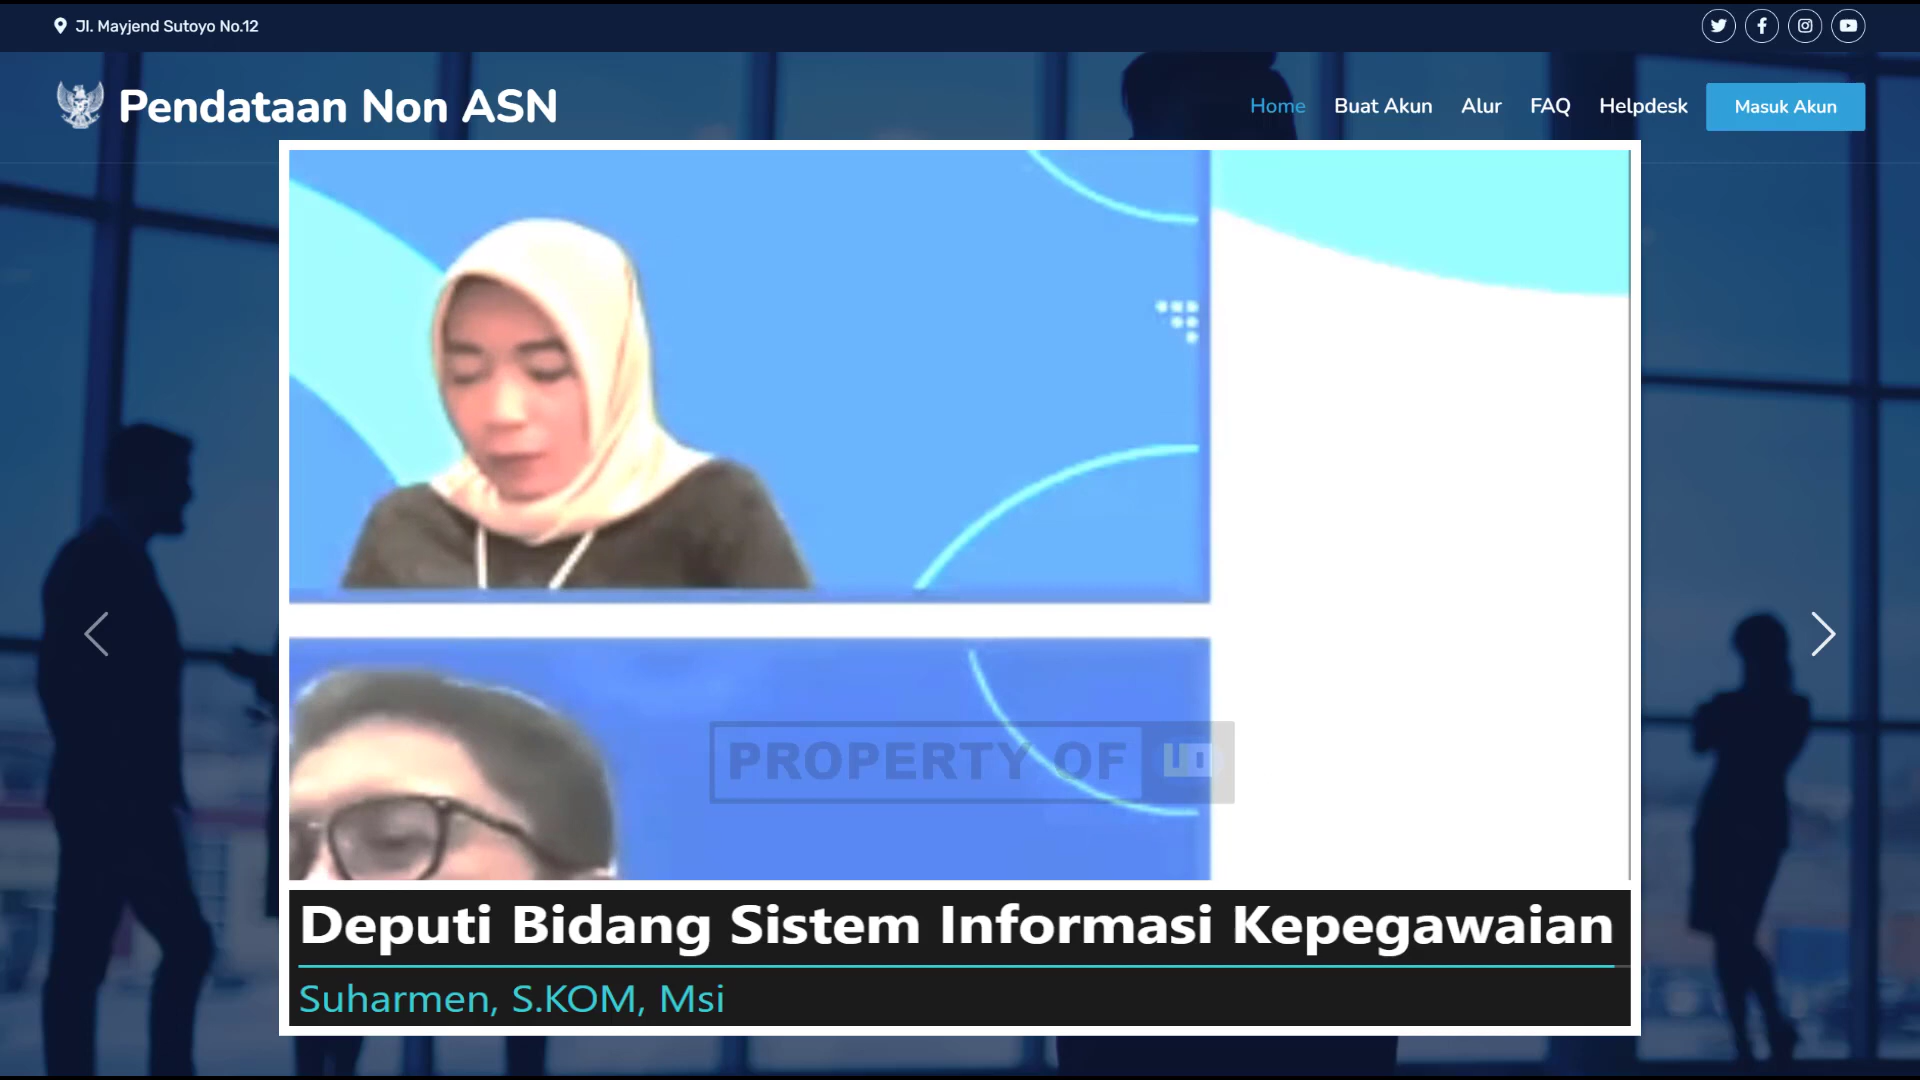 Jl. Mayjend Sutoyo No.12
Pendataan Non ASN
Home Buat Akun Alur FAQ Helpdesk Masuk Akun
PROPERTY OF
Deputi Bidang Sistem Informasi Kepegawaian
Suharmen, S.KOM, Msi